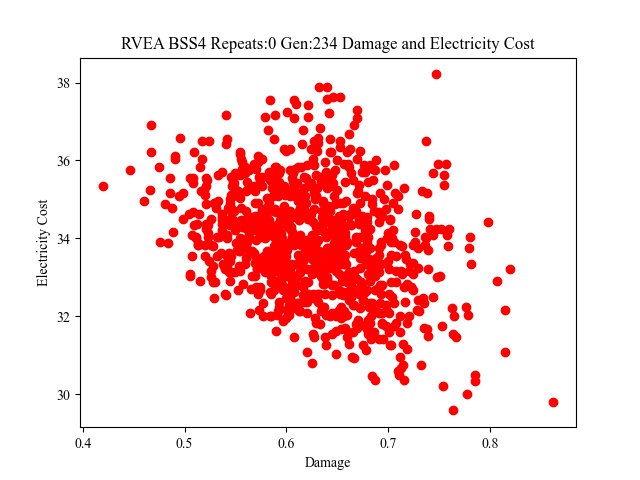 RVEA BSS4 Repeats:0 Gen:234 Damage and Electricity Cost
38
36
34
32
30
Electricity Cost
0.4 0.5 0.6 0.7 0.8
Damage